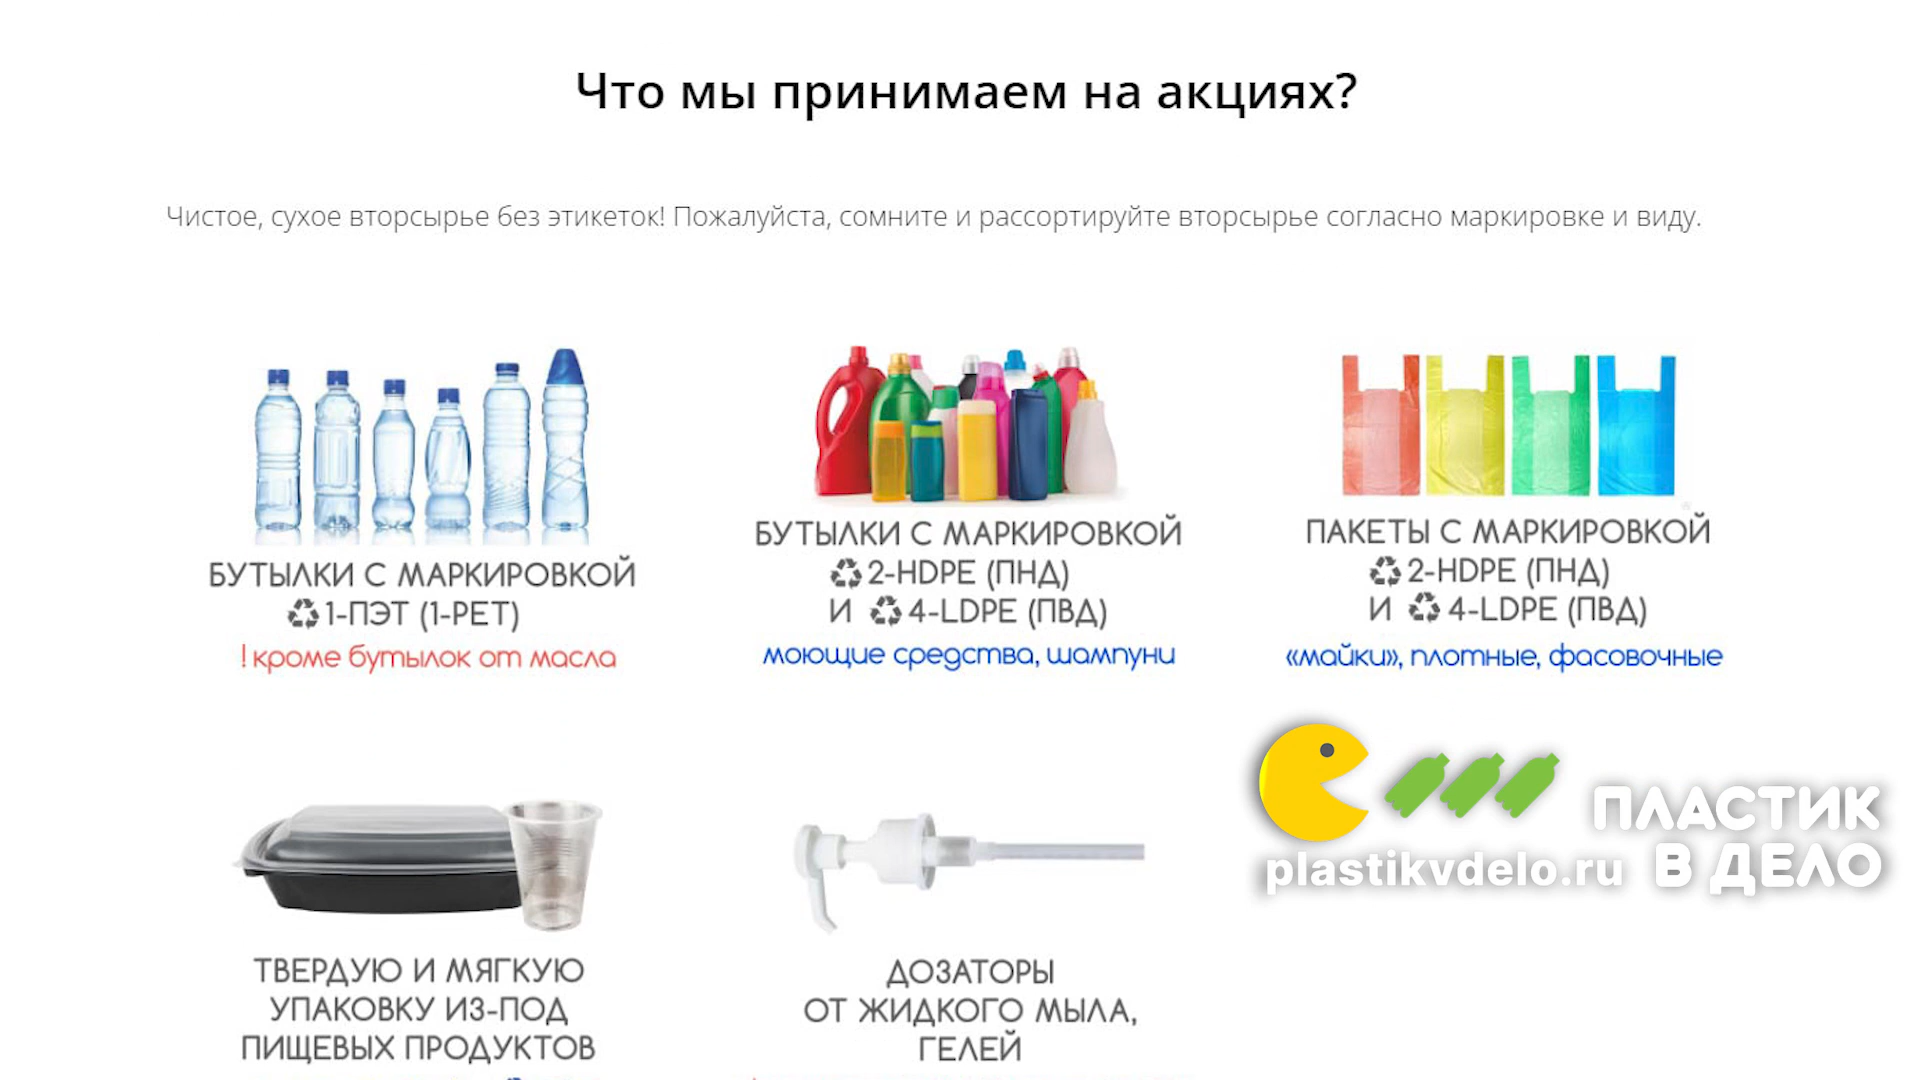 Что мы принимаем на акциях?
Чистое, сухое вторсырье без этикеток! Пожалуйста, сомните и рассортируйте вторсырье согласно маркировке и виду.
БУТЫЛКИ С МАРКИРОВКОЙ
♻1-ПЭТ (1-PET)
! кроме бутылок от масла
БУТЫЛКИ С МАРКИРОВКОЙ
♻2-HDPE (ПНД)
И ♻4-LDPE (ПВД)
моющие средства, шампуни
ПАКЕТЫ С МАРКИРОВКОЙ
♻2-HDPE (ПНД)
И ♻4-LDPE (ПВД)
«майки», плотные, фасовочные
ТВЕРДУЮ И МЯГКУЮ
УПАКОВКУ ИЗ-ПОД
ПИЩЕВЫХ ПРОДУКТОВ
ДОЗАТОРЫ
ОТ ЖИДКОГО МЫЛА,
ГЕЛЕЙ
ПЛАСТИК
В ДЕЛО
plastikvdelo.ru